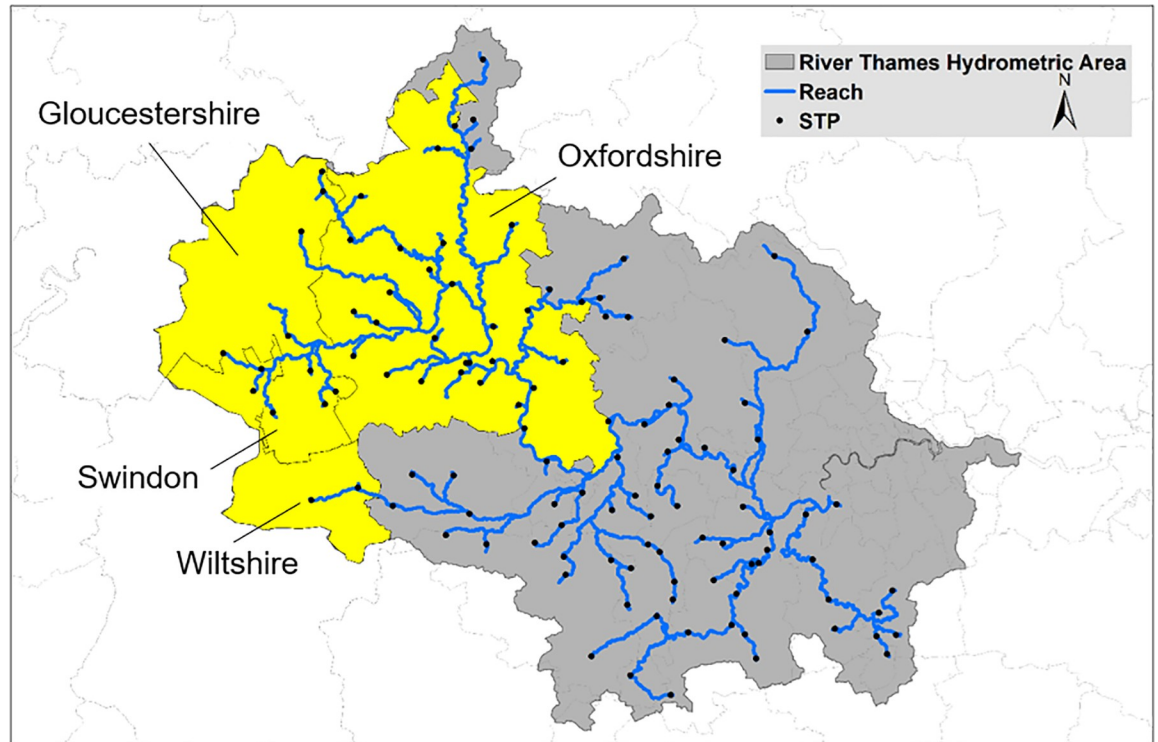 Gloucestershire
Oxfordshire
Swindon
Wiltshire
River Thames Hydrometric Area
N
Reach
STP